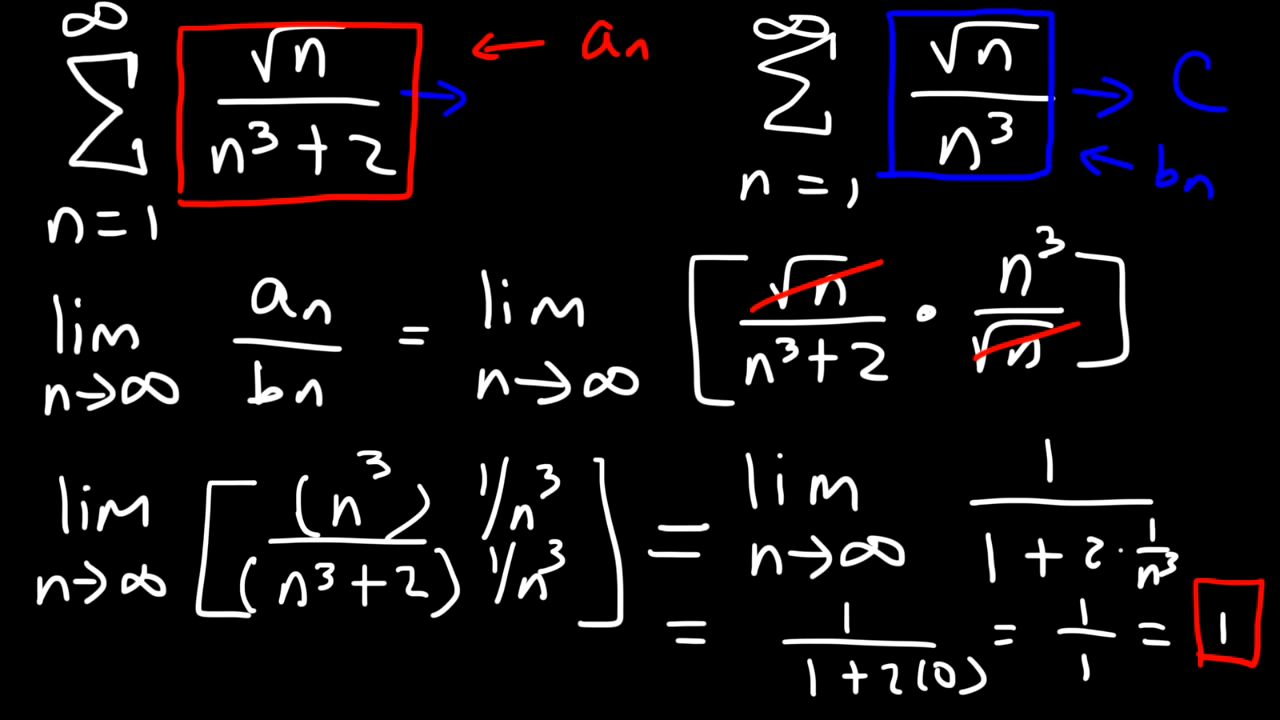 ∞∑n=1 √n/(n³+2) → ← aₙ ∞∑n=1 √n/n³ → C ← bₙ
lim n→∞ aₙ/bₙ = lim n→∞ [√n/(n³+2) · n³/√n]
lim n→∞ [(n³) 1/n³ / (n³+2) 1/n³] = lim n→∞ 1/(1+2·1/n³)
= 1/(1+2(0)) = 1/1 = 1